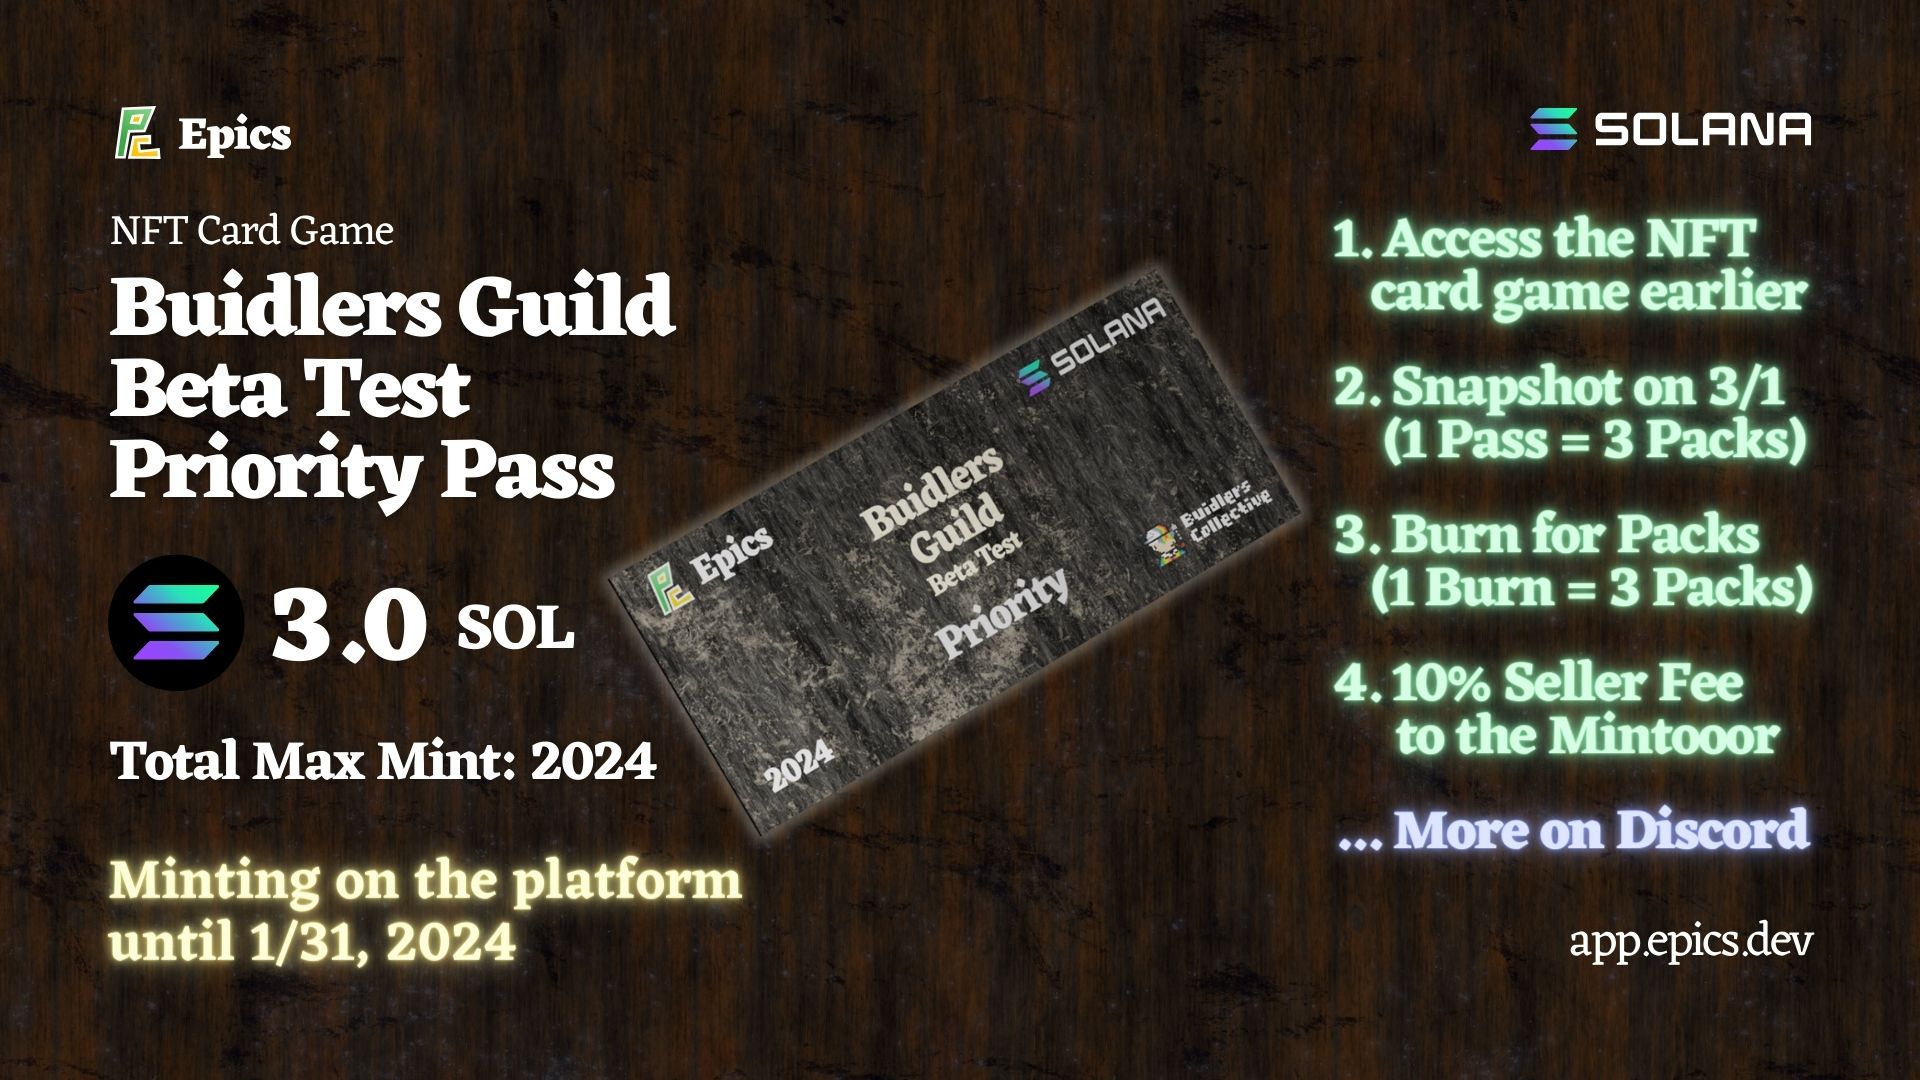 Epics
NFT Card Game
Buidlers Guild
Beta Test
Priority Pass
3.0 SOL
Total Max Mint: 2024
Minting on the platform
until 1/31, 2024
SOLANA
Epics
Buidlers
Guild
Beta Test
Priority
Buidlers
Collective
2024
SOLANA
1. Access the NFT
card game earlier
2. Snapshot on 3/1
(1 Pass = 3 Packs)
3. Burn for Packs
(1 Burn = 3 Packs)
4. 10% Seller Fee
to the Mintooor
... More on Discord
app.epics.dev